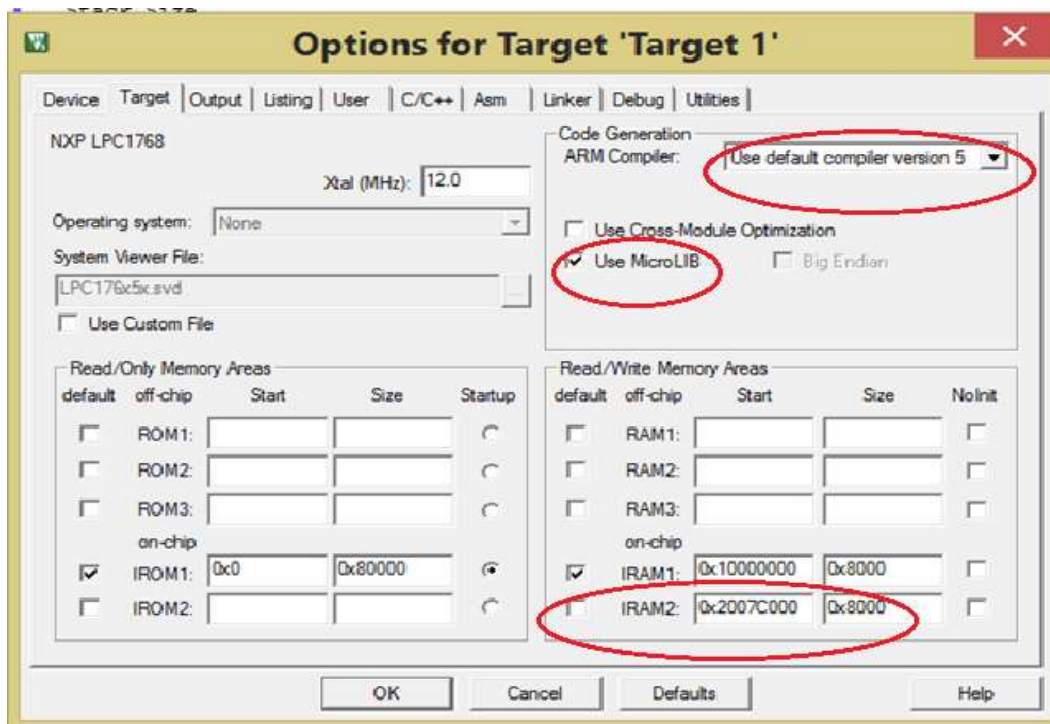 Stack Size
Options for Target 'Target 1'
Device Target Output Listing User C/C++ Asm Linker Debug Utilities
NXP LPC1768
Xtal (MHz): 12.0
Operating system: None
System Viewer File:
LPC176x5x.svd
...
Use Custom File
Code Generation
ARM Compiler: Use default compiler version 5
Use Cross-Module Optimization
Use MicroLIB Big Endian
Read/Only Memory Areas
default off-chip Start Size Startup
ROM1:
ROM2:
ROM3:
on-chip
IROM1: 0x0 0x80000
IROM2:
Read/Write Memory Areas
default off-chip Start Size NoInit
RAM1:
RAM2:
RAM3:
on-chip
IRAM1: 0x10000000 0x8000
IRAM2: 0x2007C000 0x8000
OK Cancel Defaults Help